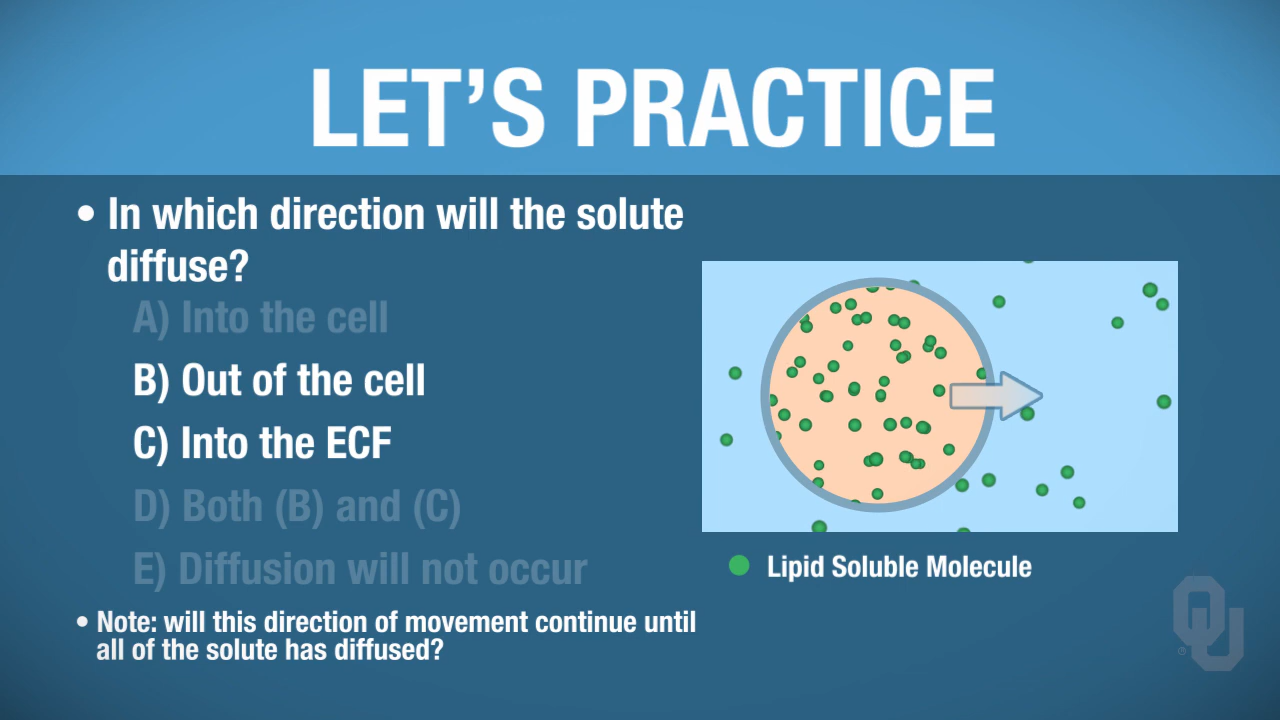 LET'S PRACTICE
• In which direction will the solute
diffuse?
A) Into the cell
B) Out of the cell
C) Into the ECF
D) Both (B) and (C)
E) Diffusion will not occur
• Note: will this direction of movement continue until
all of the solute has diffused?
Lipid Soluble Molecule
OU
®